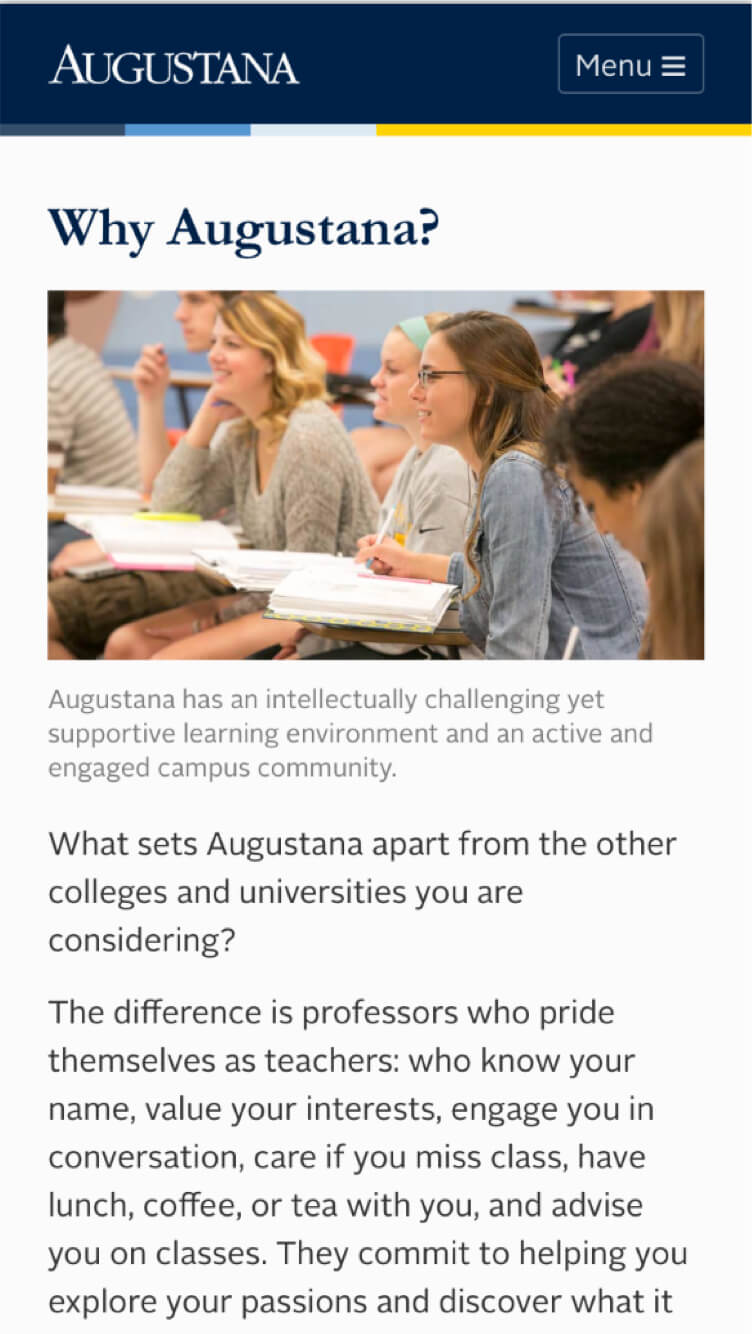 AUGUSTANA
Menu
Why Augustana?
Augustana has an intellectually challenging yet
supportive learning environment and an active and
engaged campus community.
What sets Augustana apart from the other
colleges and universities you are
considering?
The difference is professors who pride
themselves as teachers: who know your
name, value your interests, engage you in
conversation, care if you miss class, have
lunch, coffee, or tea with you, and advise
you on classes. They commit to helping you
explore your passions and discover what it